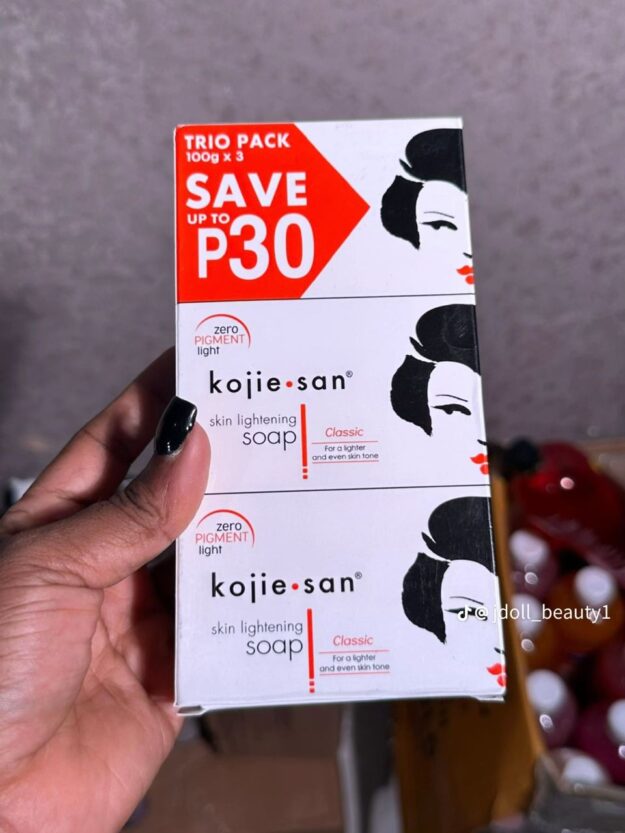 TRIO PACK
100g x 3
SAVE
UP TO
P30
zero
PIGMENT
light
kojie•san®
skin lightening
soap
Classic
For a lighter
and even skin tone
zero
PIGMENT
light
kojie•san®
skin lightening
soap
Classic
For a lighter
and even skin tone
@jdoll_beauty1